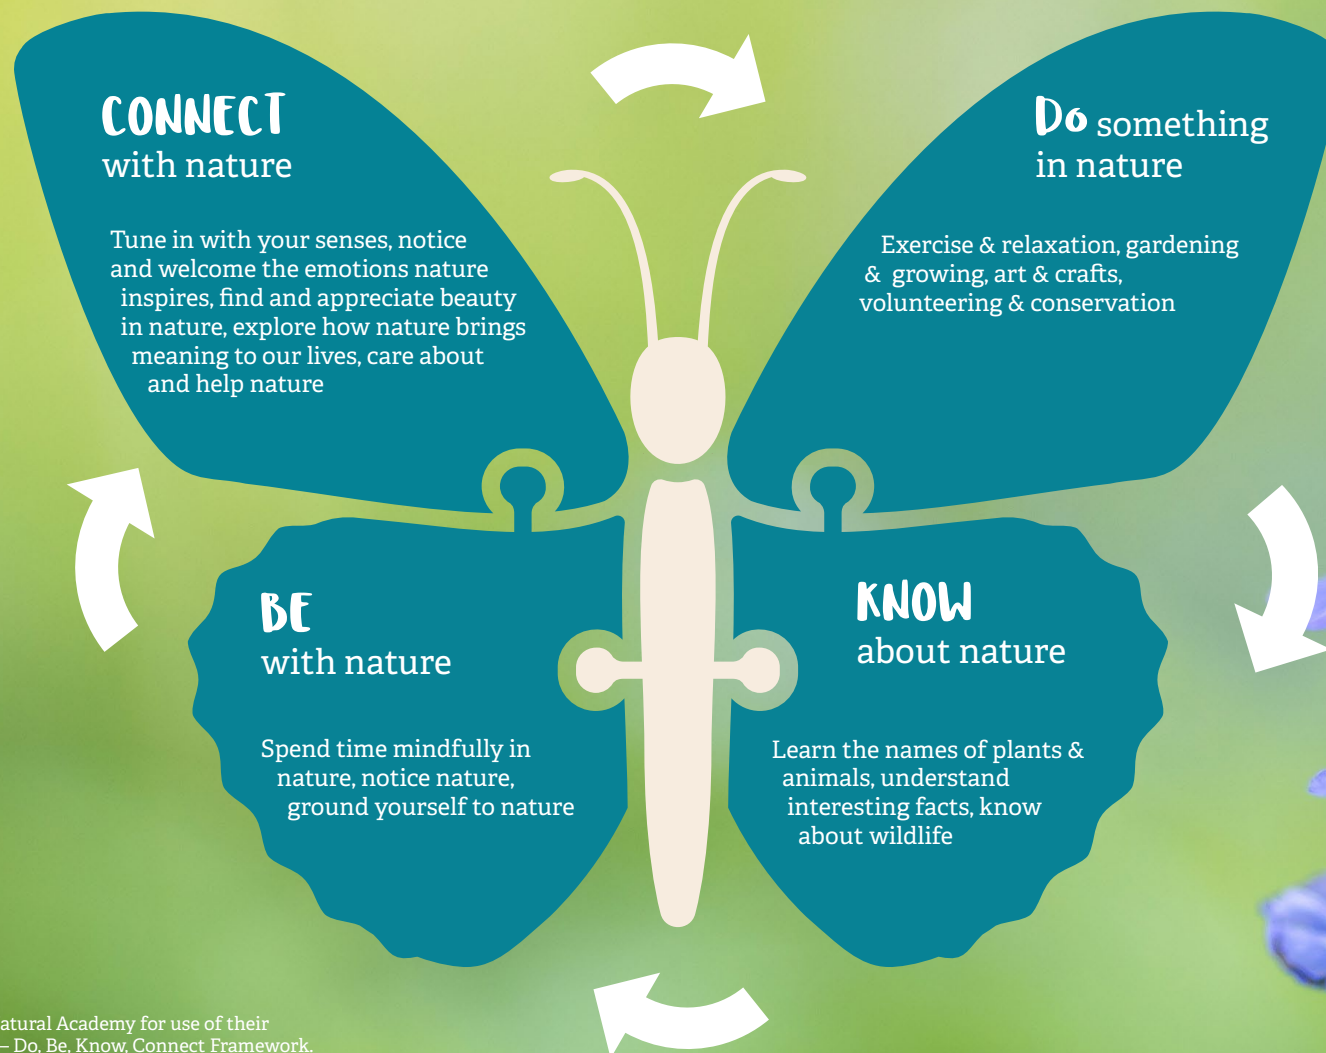 CONNECT
with nature
Tune in with your senses, notice
and welcome the emotions nature
inspires, find and appreciate beauty
in nature, explore how nature brings
meaning to our lives, care about
and help nature
Do something
in nature
Exercise & relaxation, gardening
& growing, art & crafts,
volunteering & conservation
BE
with nature
Spend time mindfully in
nature, notice nature,
ground yourself to nature
KNOW
about nature
Learn the names of plants &
animals, understand
interesting facts, know
about wildlife
Academy for use of their
– Do, Be, Know, Connect Framework.